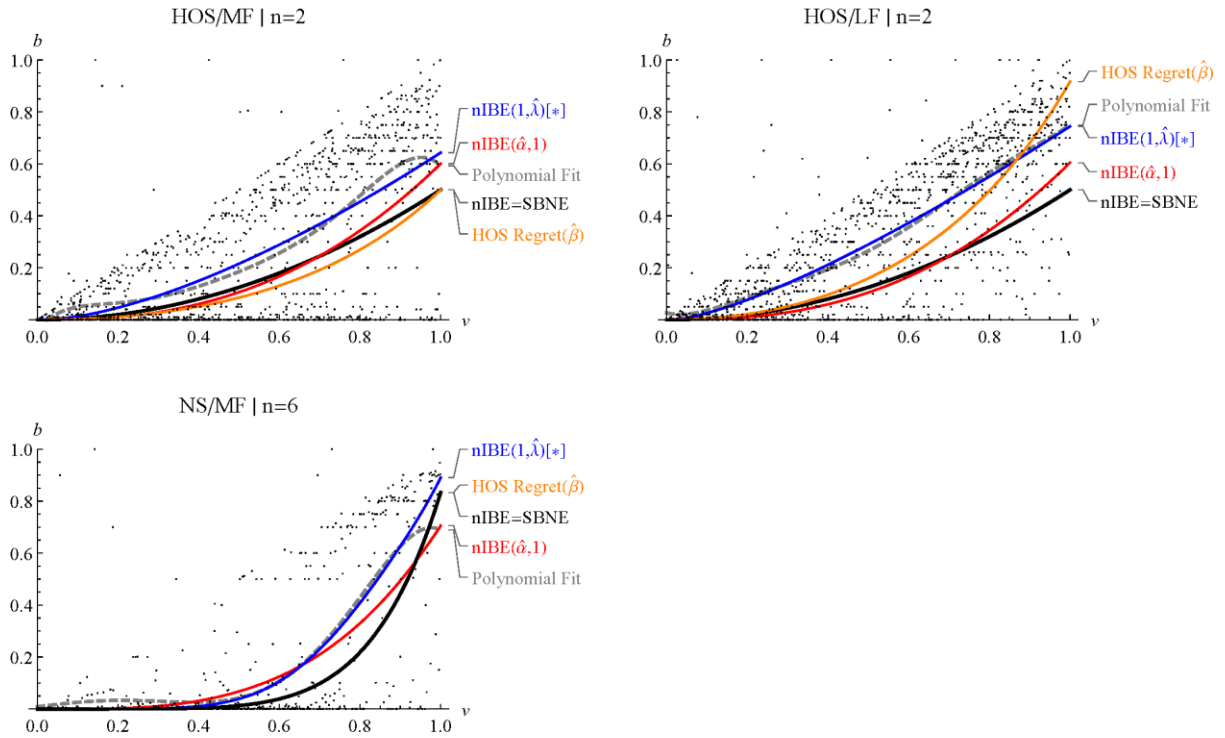 HOS/MF | n=2
b
1.0
0.8
0.6
0.4
0.2
0.0 0.2 0.4 0.6 0.8 1.0
v
nIBE(1,λ̂)[*]
nIBE(α̂,1)
Polynomial Fit
nIBE=SBNE
HOS Regret(β̂)
HOS/LF | n=2
b
1.0
0.8
0.6
0.4
0.2
0.0 0.2 0.4 0.6 0.8 1.0
v
HOS Regret(β̂)
Polynomial Fit
nIBE(1,λ̂)[*]
nIBE(α̂,1)
nIBE=SBNE
NS/MF | n=6
b
1.0
0.8
0.6
0.4
0.2
0.0 0.2 0.4 0.6 0.8 1.0
v
nIBE(1,λ̂)[*]
HOS Regret(β̂)
nIBE=SBNE
nIBE(α̂,1)
Polynomial Fit